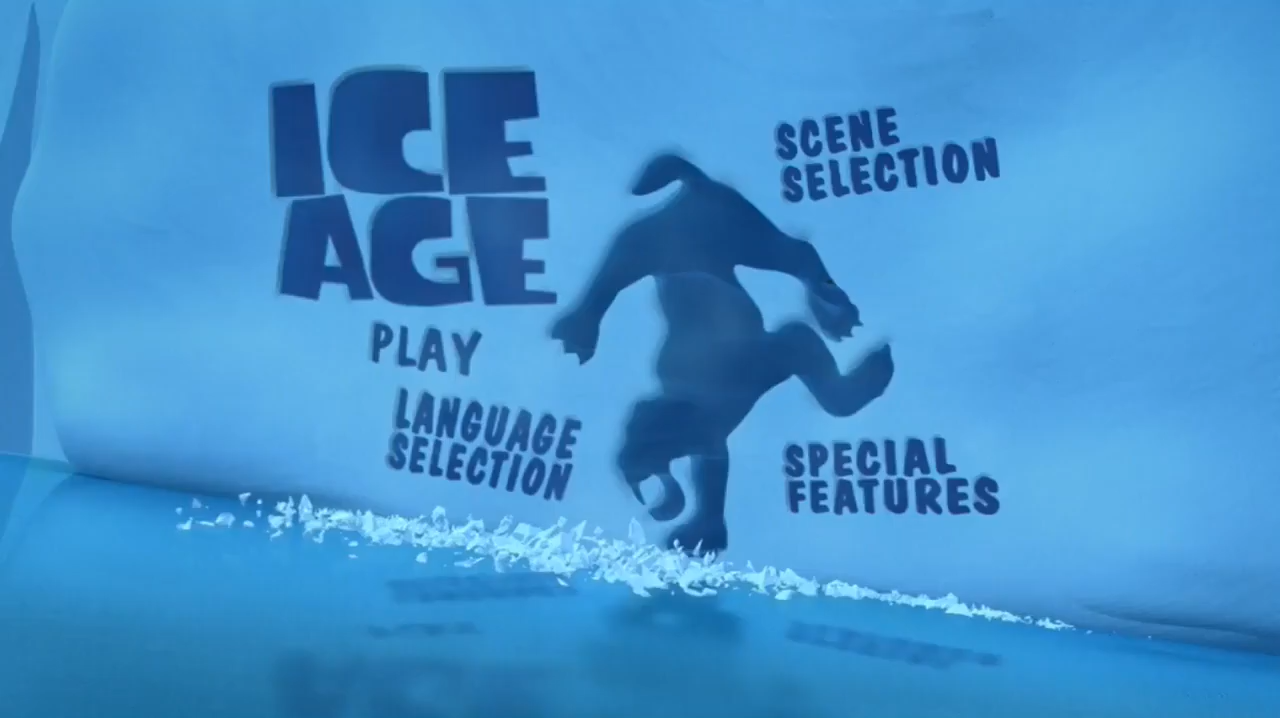 ICE
AGE
PLAY
LANGUAGE
SELECTION
SCENE
SELECTION
SPECIAL
FEATURES